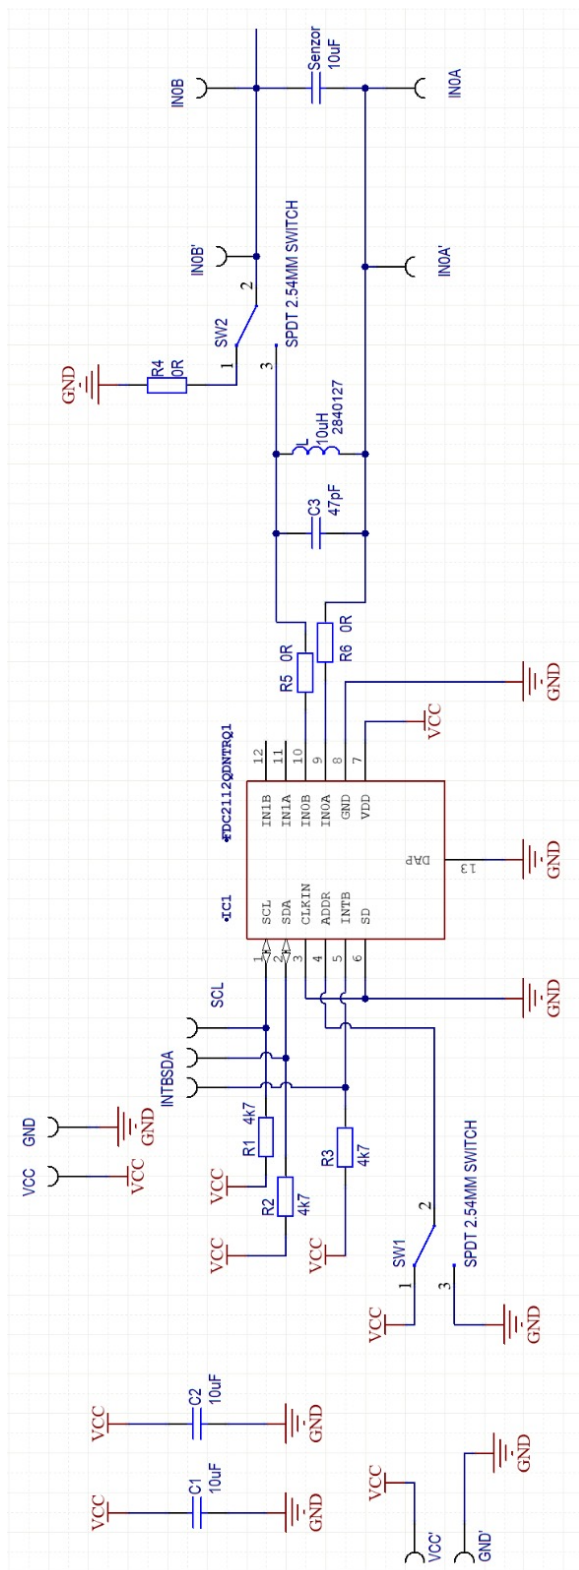 Senzor
10uF
IN0B
IN0A
IN0B'
IN0A'
2
SW2
SPDT 2.54MM SWITCH
1
3
GND
R4
0R
L
10uH
2840127
C3
47pF
R5 0R
R6 0R
GND
VCC
•FDC2112QDNTRQ1
12
11
10
9
8
7
IN1B
IN1A
IN0B
IN0A
GND
VDD
DAP
13
GND
•IC1
SCL
SDA
CLKIN
ADDR
INTB
SD
1
2
3
4
5
6
GND
SCL
INTBSDA
GND
GND
VCC
VCC
R1 4k7
VCC
R2
4k7
VCC
R3
4k7
VCC
SW1
2
SPDT 2.54MM SWITCH
1
3
VCC
GND
VCC
C2
10uF
GND
VCC
C1
10uF
GND
VCC
GND
VCC'
GND'